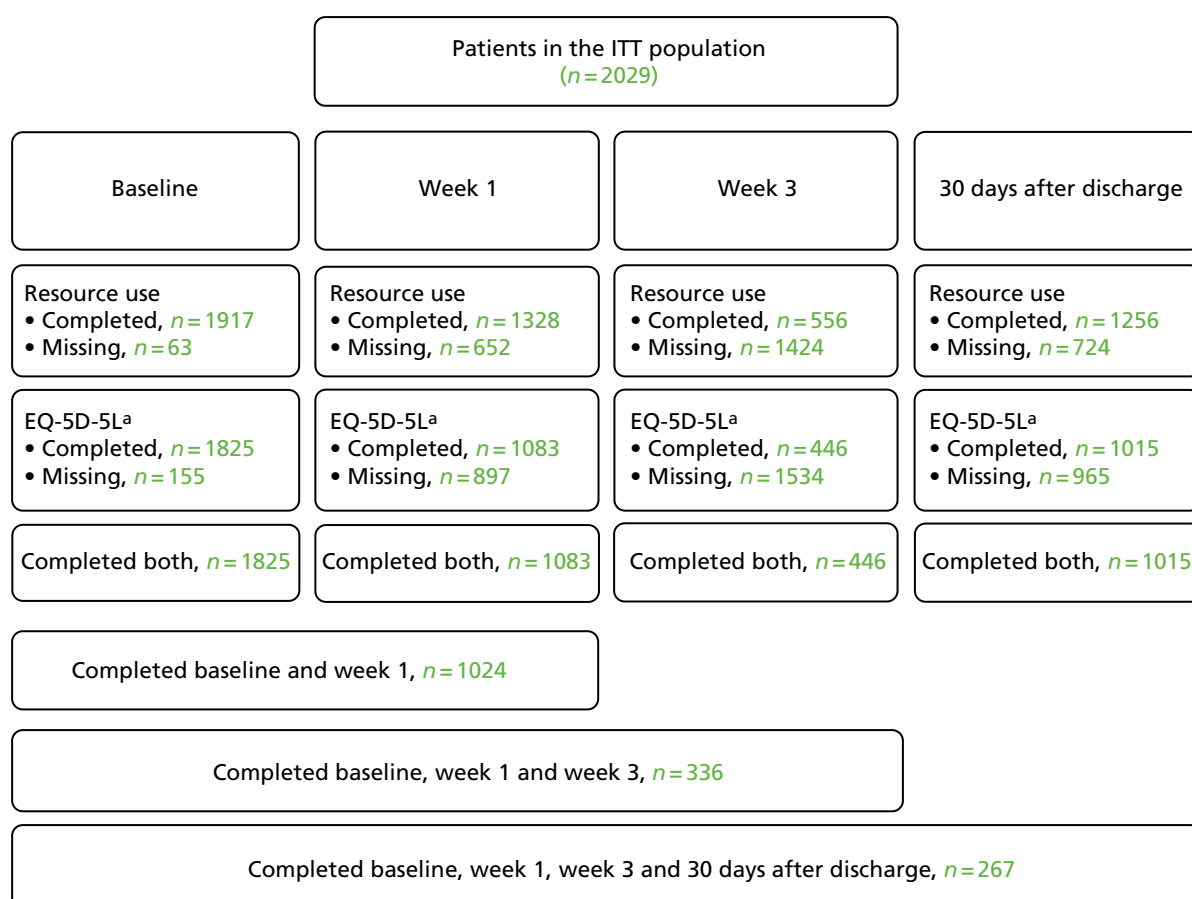 Patients in the ITT population
(n=2029)
Baseline
Week 1
Week 3
30 days after discharge
Resource use
• Completed, n=1917
• Missing, n=63
Resource use
• Completed, n=1328
• Missing, n=652
Resource use
• Completed, n=556
• Missing, n=1424
Resource use
• Completed, n=1256
• Missing, n=724
EQ-5D-5La
• Completed, n=1825
• Missing, n=155
EQ-5D-5La
• Completed, n=1083
• Missing, n=897
EQ-5D-5La
• Completed, n=446
• Missing, n=1534
EQ-5D-5La
• Completed, n=1015
• Missing, n=965
Completed both, n=1825
Completed both, n=1083
Completed both, n=446
Completed both, n=1015
Completed baseline and week 1, n=1024
Completed baseline, week 1 and week 3, n=336
Completed baseline, week 1, week 3 and 30 days after discharge, n=267